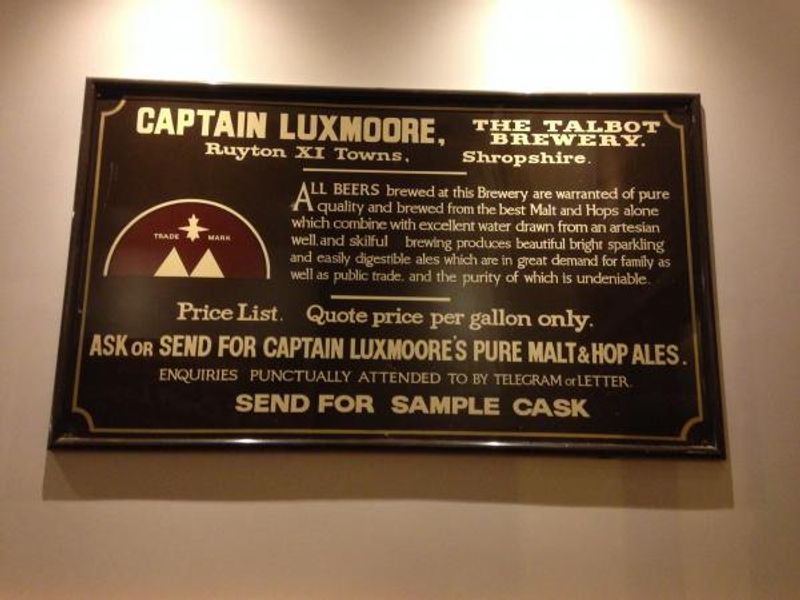 CAPTAIN LUXMOORE, THE TALBOT BREWERY.
Ruyton XI Towns, Shropshire.
ALL BEERS brewed at this Brewery are warranted of pure
quality and brewed from the best Malt and Hops alone
which combine with excellent water drawn from an artesian
well, and skilful brewing produces beautiful bright sparkling
and easily digestible ales which are in great demand for family as
well as public trade, and the purity of which is undeniable.
TRADE MARK
Price List. Quote price per gallon only.
ASK OR SEND FOR CAPTAIN LUXMOORE'S PURE MALT & HOP ALES.
ENQUIRIES PUNCTUALLY ATTENDED TO BY TELEGRAM or LETTER.
SEND FOR SAMPLE CASK